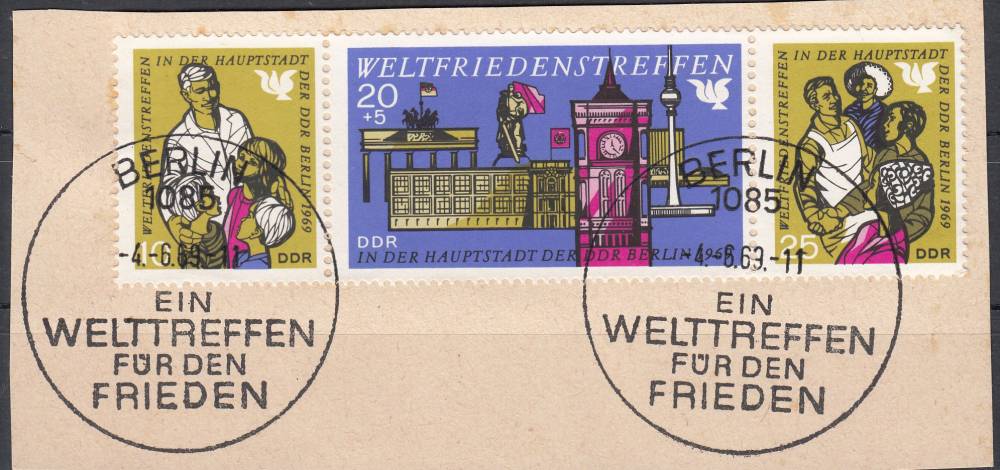 WELTFRIEDENSTREFFEN IN DER HAUPTSTADT DER DDR BERLIN 1969
10
DDR
WELTFRIEDENSTREFFEN
20
+5
DDR
IN DER HAUPTSTADT DER DDR BERLIN 1969
WELTFRIEDENSTREFFEN IN DER HAUPTSTADT DER DDR BERLIN 1969
25
DDR
BERLIN
1085
-4.-6.69.-11
EIN
WELTTREFFEN
FÜR DEN
FRIEDEN
BERLIN
1085
-4.-6.69.-11
EIN
WELTTREFFEN
FÜR DEN
FRIEDEN